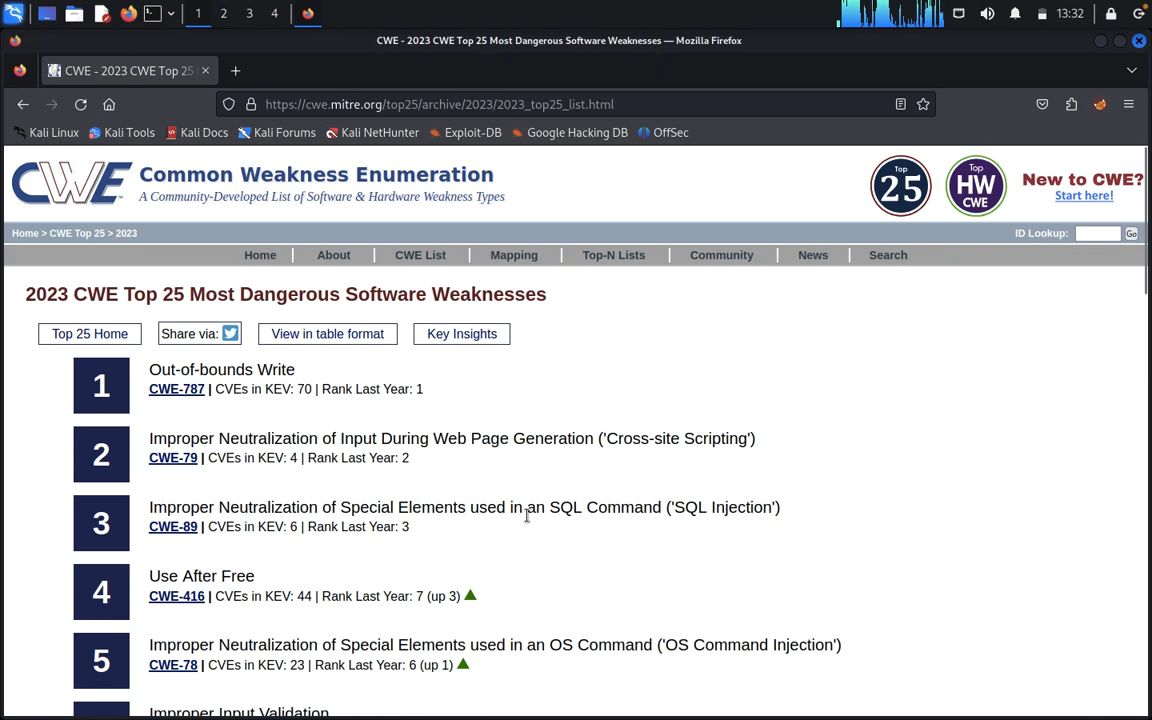 1 2 3 4 13:32
CWE - 2023 CWE Top 25 Most Dangerous Software Weaknesses — Mozilla Firefox
CWE - 2023 CWE Top 25
https://cwe.mitre.org/top25/archive/2023/2023_top25_list.html
Kali Linux Kali Tools Kali Docs Kali Forums Kali NetHunter Exploit-DB Google Hacking DB OffSec
CWE Common Weakness Enumeration
A Community-Developed List of Software & Hardware Weakness Types
Top 25
Top HW CWE
New to CWE?
Start here!
Home > CWE Top 25 > 2023 ID Lookup: Go
Home About CWE List Mapping Top-N Lists Community News Search
2023 CWE Top 25 Most Dangerous Software Weaknesses
Top 25 Home Share via: View in table format Key Insights
1 Out-of-bounds Write
CWE-787 | CVEs in KEV: 70 | Rank Last Year: 1
2 Improper Neutralization of Input During Web Page Generation ('Cross-site Scripting')
CWE-79 | CVEs in KEV: 4 | Rank Last Year: 2
3 Improper Neutralization of Special Elements used in an SQL Command ('SQL Injection')
CWE-89 | CVEs in KEV: 6 | Rank Last Year: 3
4 Use After Free
CWE-416 | CVEs in KEV: 44 | Rank Last Year: 7 (up 3) ▲
5 Improper Neutralization of Special Elements used in an OS Command ('OS Command Injection')
CWE-78 | CVEs in KEV: 23 | Rank Last Year: 6 (up 1) ▲
Improper Input Validation